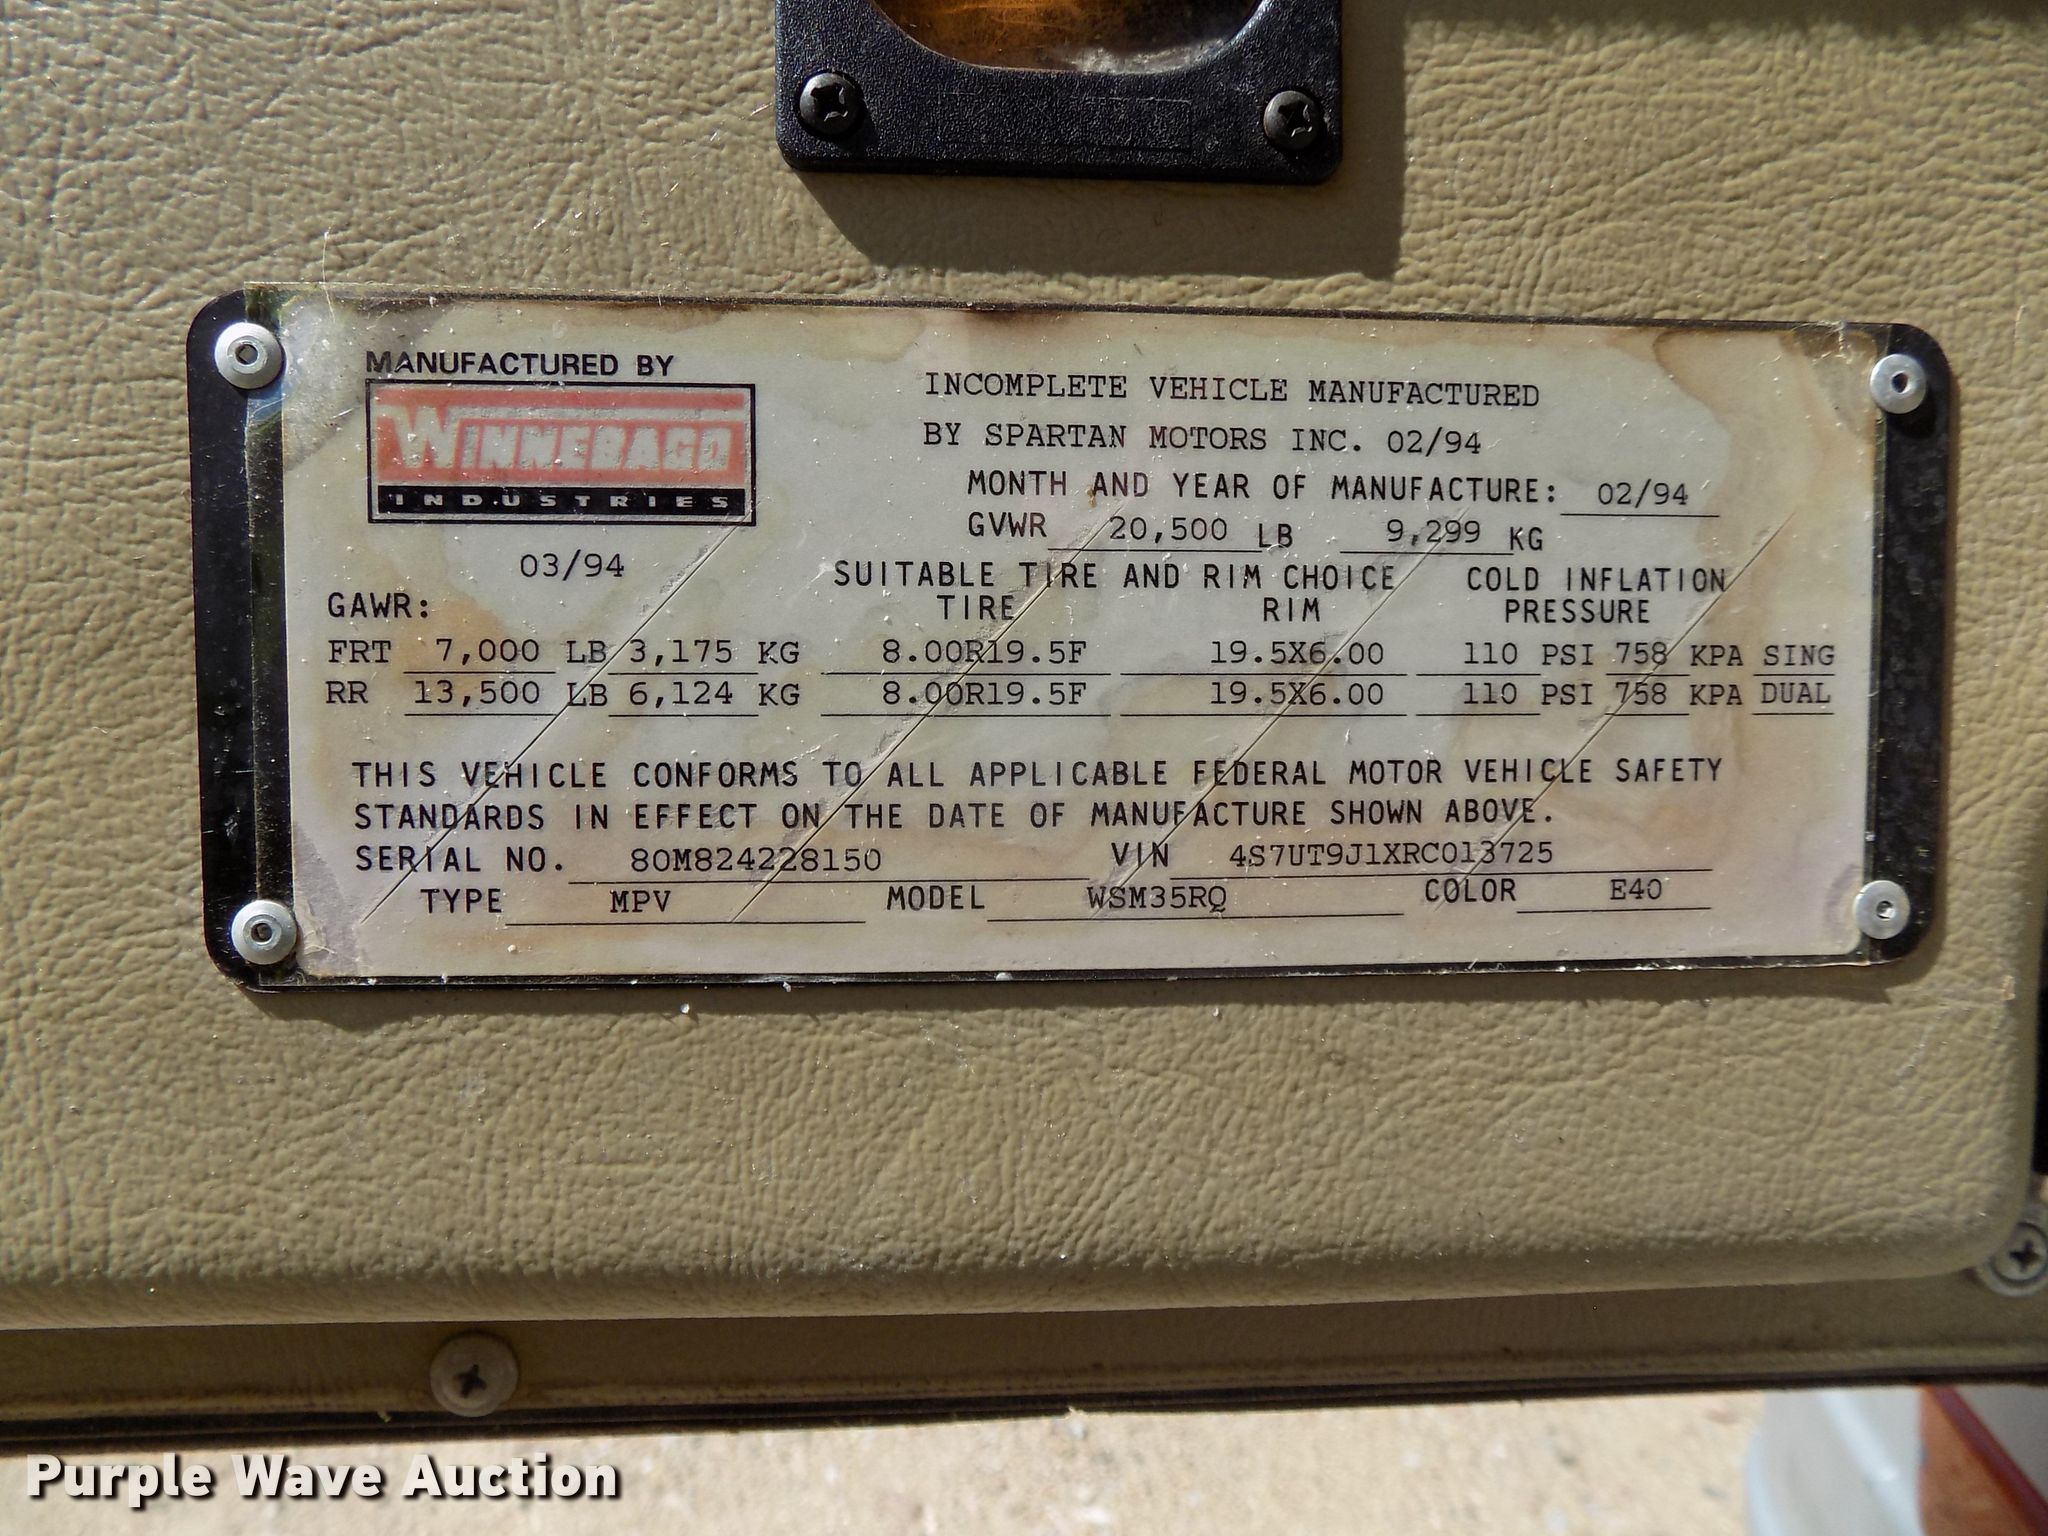 MANUFACTURED BY
WINNEBAGO
INDUSTRIES
03/94
INCOMPLETE VEHICLE MANUFACTURED
BY SPARTAN MOTORS INC. 02/94
MONTH AND YEAR OF MANUFACTURE: 02/94
GVWR 20,500 LB 9,299 KG
SUITABLE TIRE AND RIM CHOICE COLD INFLATION
GAWR: TIRE RIM PRESSURE
FRT 7,000 LB 3,175 KG 8.00R19.5F 19.5X6.00 110 PSI 758 KPA SING
RR 13,500 LB 6,124 KG 8.00R19.5F 19.5X6.00 110 PSI 758 KPA DUAL
THIS VEHICLE CONFORMS TO ALL APPLICABLE FEDERAL MOTOR VEHICLE SAFETY
STANDARDS IN EFFECT ON THE DATE OF MANUFACTURE SHOWN ABOVE.
SERIAL NO. 80M824228150 VIN 4S7UT9J1XRC013725
TYPE MPV MODEL WSM35RQ COLOR E40
Purple Wave Auction